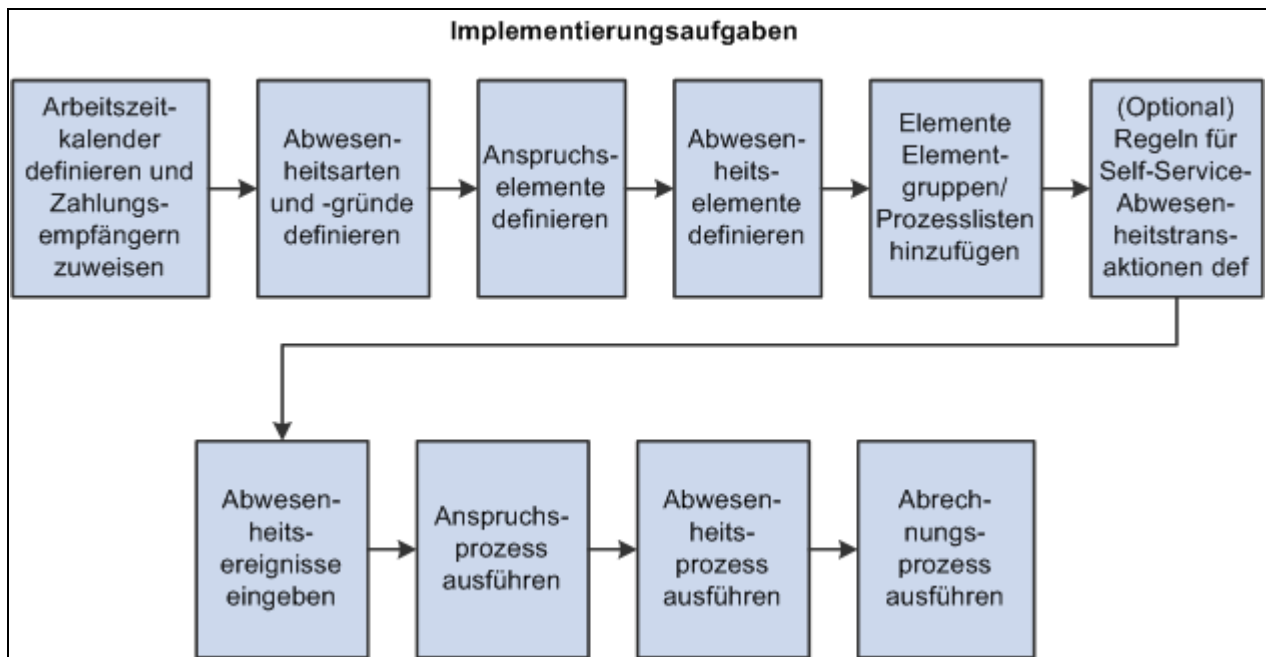 Implementierungsaufgaben
Arbeitszeit-
kalender
definieren und
Zahlungs-
empfängern
zuweisen
Abwesen-
heitsarten
und -gründe
definieren
Anspruchs-
elemente
definieren
Abwesen-
heits-
elemente
definieren
Elemente
Element-
gruppen/
Prozesslisten
hinzufügen
(Optional)
Regeln für
Self-Service-
Abwesen-
heitstrans-
aktionen def
Abwesen-
heits-
ereignisse
eingeben
Anspruchs-
prozess
ausführen
Abwesen-
heits-
prozess
ausführen
Abrech-
nungs-
prozess
ausführen